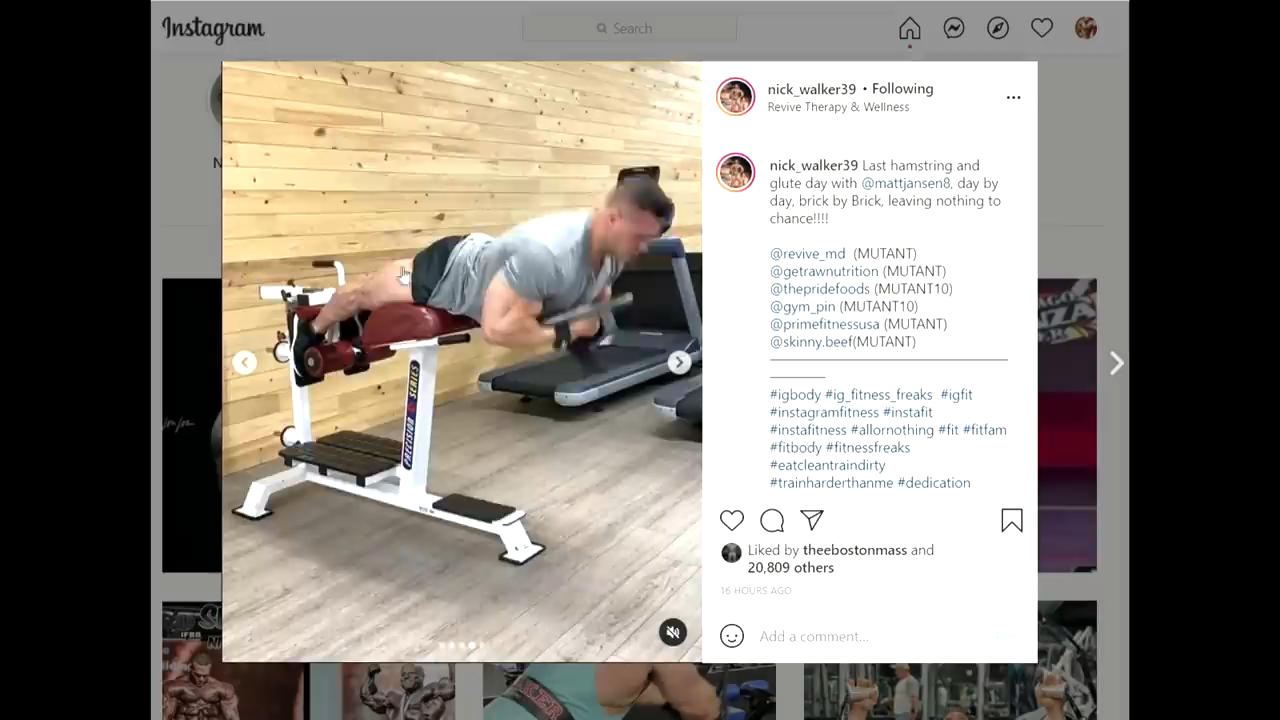 Instagram
Search
nick_walker39 • Following
Revive Therapy & Wellness
...
nick_walker39 Last hamstring and
glute day with @mattjansen8, day by
day, brick by Brick, leaving nothing to
chance!!!!
@revive_md (MUTANT)
@getrawnutrition (MUTANT)
@thepridefoods (MUTANT10)
@gym_pin (MUTANT10)
@primefitnessusa (MUTANT)
@skinny.beef(MUTANT)
#igbody #ig_fitness_freaks #igfit
#instagramfitness #instafit
#instafitness #allornothing #fit #fitfam
#fitbody #fitnessfreaks
#eatcleantraindirty
#trainharderthanme #dedication
Liked by theebostonmass and
20,809 others
16 HOURS AGO
Add a comment...
PRECISION SERIES